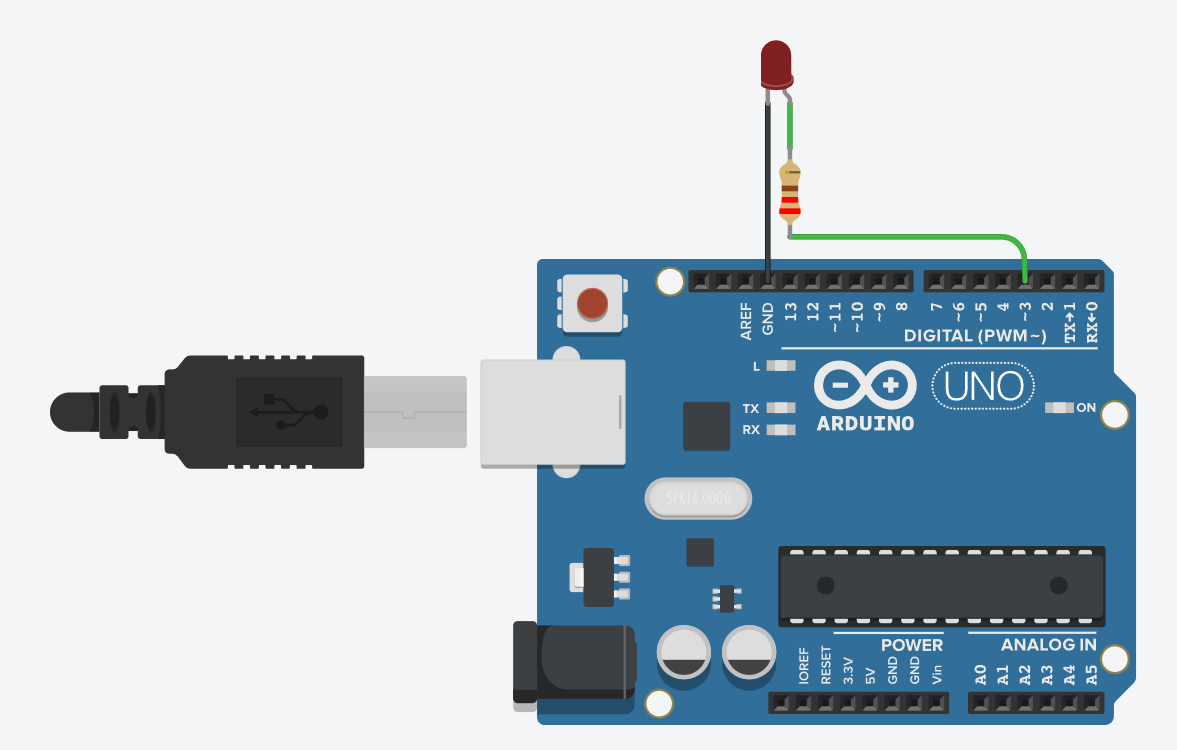 AREF
GND
13
12
~11
~10
~9
8
7
~6
~5
4
~3
2
TX→1
RX←0
DIGITAL (PWM~)
L
TX
RX
UNO
ARDUINO
ON
SPK16.000G
POWER
ANALOG IN
IOREF
RESET
3.3V
5V
GND
GND
Vin
A0
A1
A2
A3
A4
A5